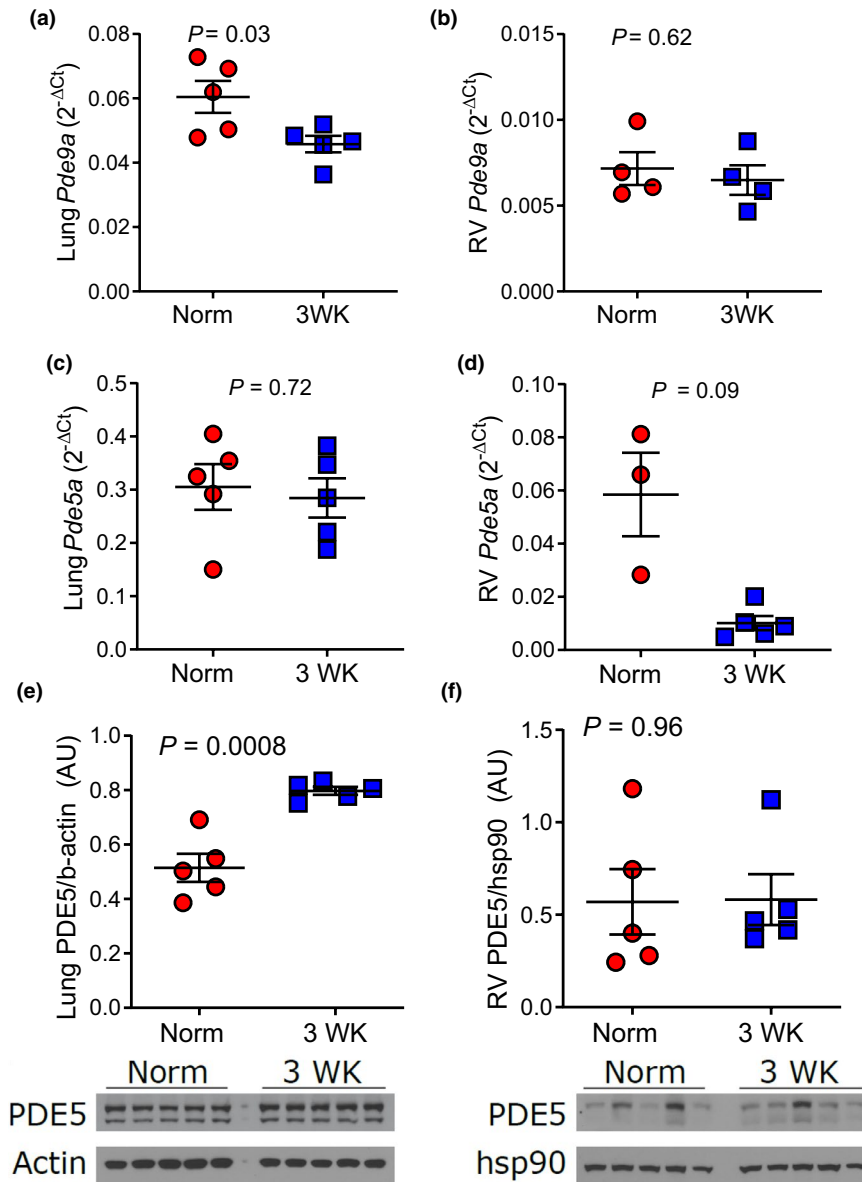 (a)
Lung Pde9a (2^-ΔCt)
P = 0.03
0.08
0.06
0.04
0.02
0.00
Norm
3WK
(b)
RV Pde9a (2^-ΔCt)
P = 0.62
0.015
0.010
0.005
0.000
Norm
3WK
(c)
Lung Pde5a (2^-ΔCt)
P = 0.72
0.5
0.4
0.3
0.2
0.1
0.0
Norm
3 WK
(d)
RV Pde5a (2^-ΔCt)
P = 0.09
0.10
0.08
0.06
0.04
0.02
0.00
Norm
3 WK
(e)
Lung PDE5/b-actin (AU)
P = 0.0008
1.0
0.8
0.6
0.4
0.2
0.0
Norm
3 WK
Norm
3 WK
PDE5
Actin
(f)
RV PDE5/hsp90 (AU)
P = 0.96
1.5
1.0
0.5
0.0
Norm
3 WK
Norm
3 WK
PDE5
hsp90